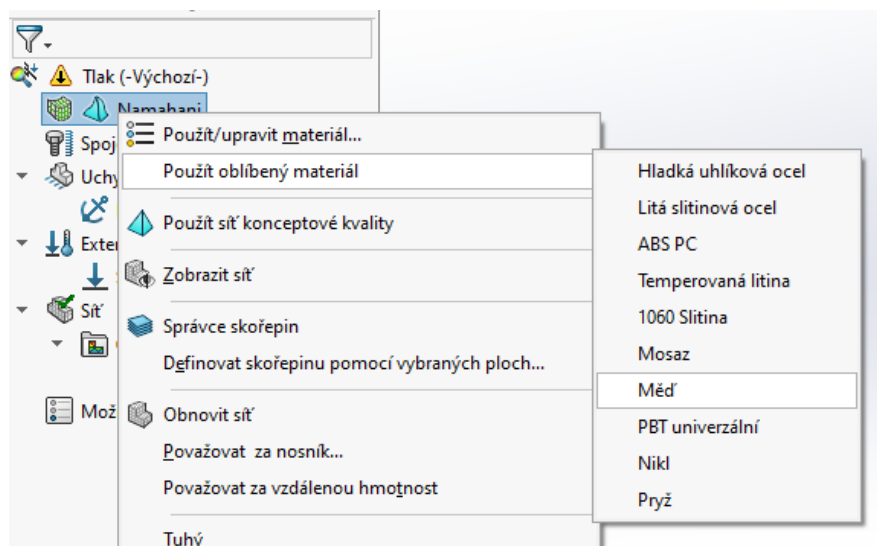 Tlak (-Výchozí-)
Namahani
Spoj
Uchy
Exter
Síť
Mož
Použít/upravit materiál...
Použít oblíbený materiál
Použít síť konceptové kvality
Zobrazit síť
Správce skořepin
Definovat skořepinu pomocí vybraných ploch...
Obnovit síť
Považovat za nosník...
Považovat za vzdálenou hmotnost
Tuhý
Hladká uhlíková ocel
Litá slitinová ocel
ABS PC
Temperovaná litina
1060 Slitina
Mosaz
Měď
PBT univerzální
Nikl
Pryž